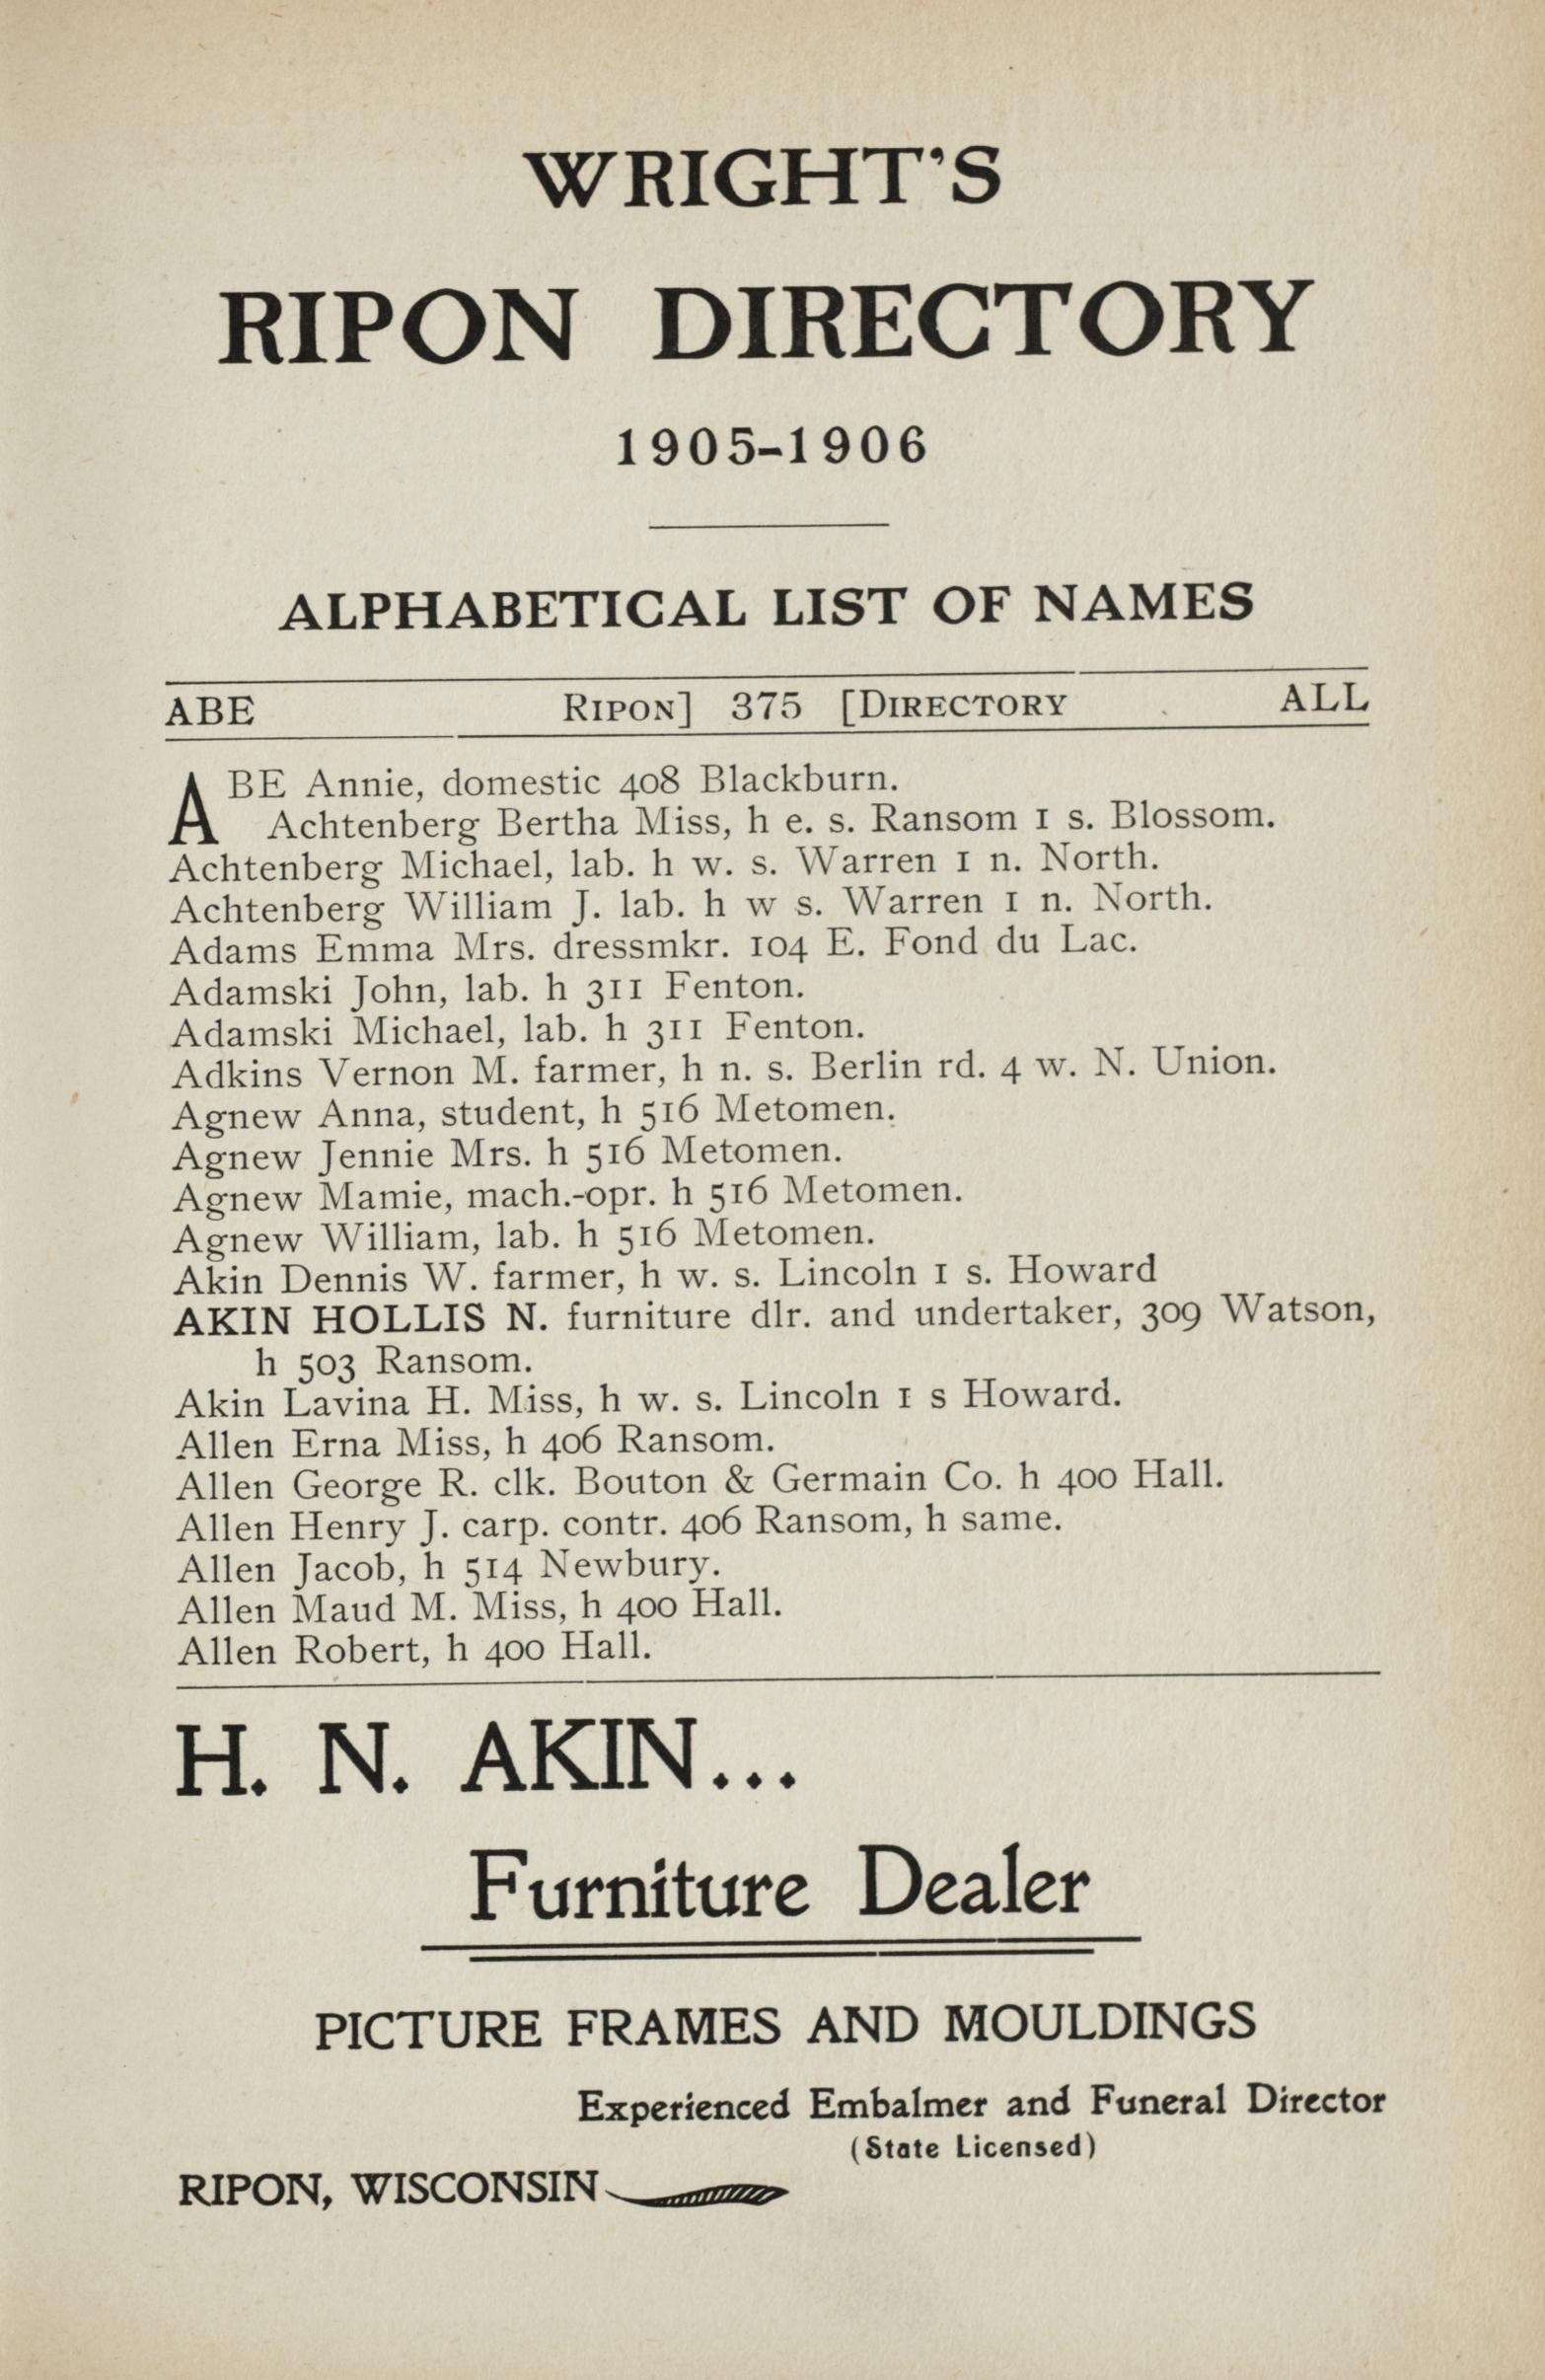 WRIGHT'S
RIPON DIRECTORY
1905-1906
ALPHABETICAL LIST OF NAMES
ABE RIPON] 375 [DIRECTORY ALL
ABE Annie, domestic 408 Blackburn.
Achtenberg Bertha Miss, h e. s. Ransom 1 s. Blossom.
Achtenberg Michael, lab. h w. s. Warren 1 n. North.
Achtenberg William J. lab. h w s. Warren 1 n. North.
Adams Emma Mrs. dressmkr. 104 E. Fond du Lac.
Adamski John, lab. h 311 Fenton.
Adamski Michael, lab. h 311 Fenton.
Adkins Vernon M. farmer, h n. s. Berlin rd. 4 w. N. Union.
Agnew Anna, student, h 516 Metomen.
Agnew Jennie Mrs. h 516 Metomen.
Agnew Mamie, mach.-opr. h 516 Metomen.
Agnew William, lab. h 516 Metomen.
Akin Dennis W. farmer, h w. s. Lincoln 1 s. Howard
AKIN HOLLIS N. furniture dlr. and undertaker, 309 Watson,
h 503 Ransom.
Akin Lavina H. Miss, h w. s. Lincoln 1 s Howard.
Allen Erna Miss, h 406 Ransom.
Allen George R. clk. Bouton & Germain Co. h 400 Hall.
Allen Henry J. carp. contr. 406 Ransom, h same.
Allen Jacob, h 514 Newbury.
Allen Maud M. Miss, h 400 Hall.
Allen Robert, h 400 Hall.
H. N. AKIN...
Furniture Dealer
PICTURE FRAMES AND MOULDINGS
Experienced Embalmer and Funeral Director
(State Licensed)
RIPON, WISCONSIN